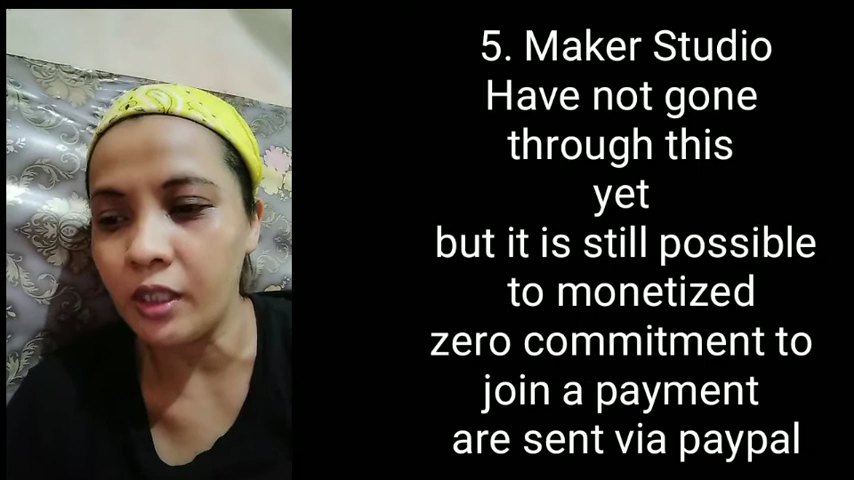 5. Maker Studio
Have not gone
through this
yet
but it is still possible
to monetized
zero commitment to
join a payment
are sent via paypal